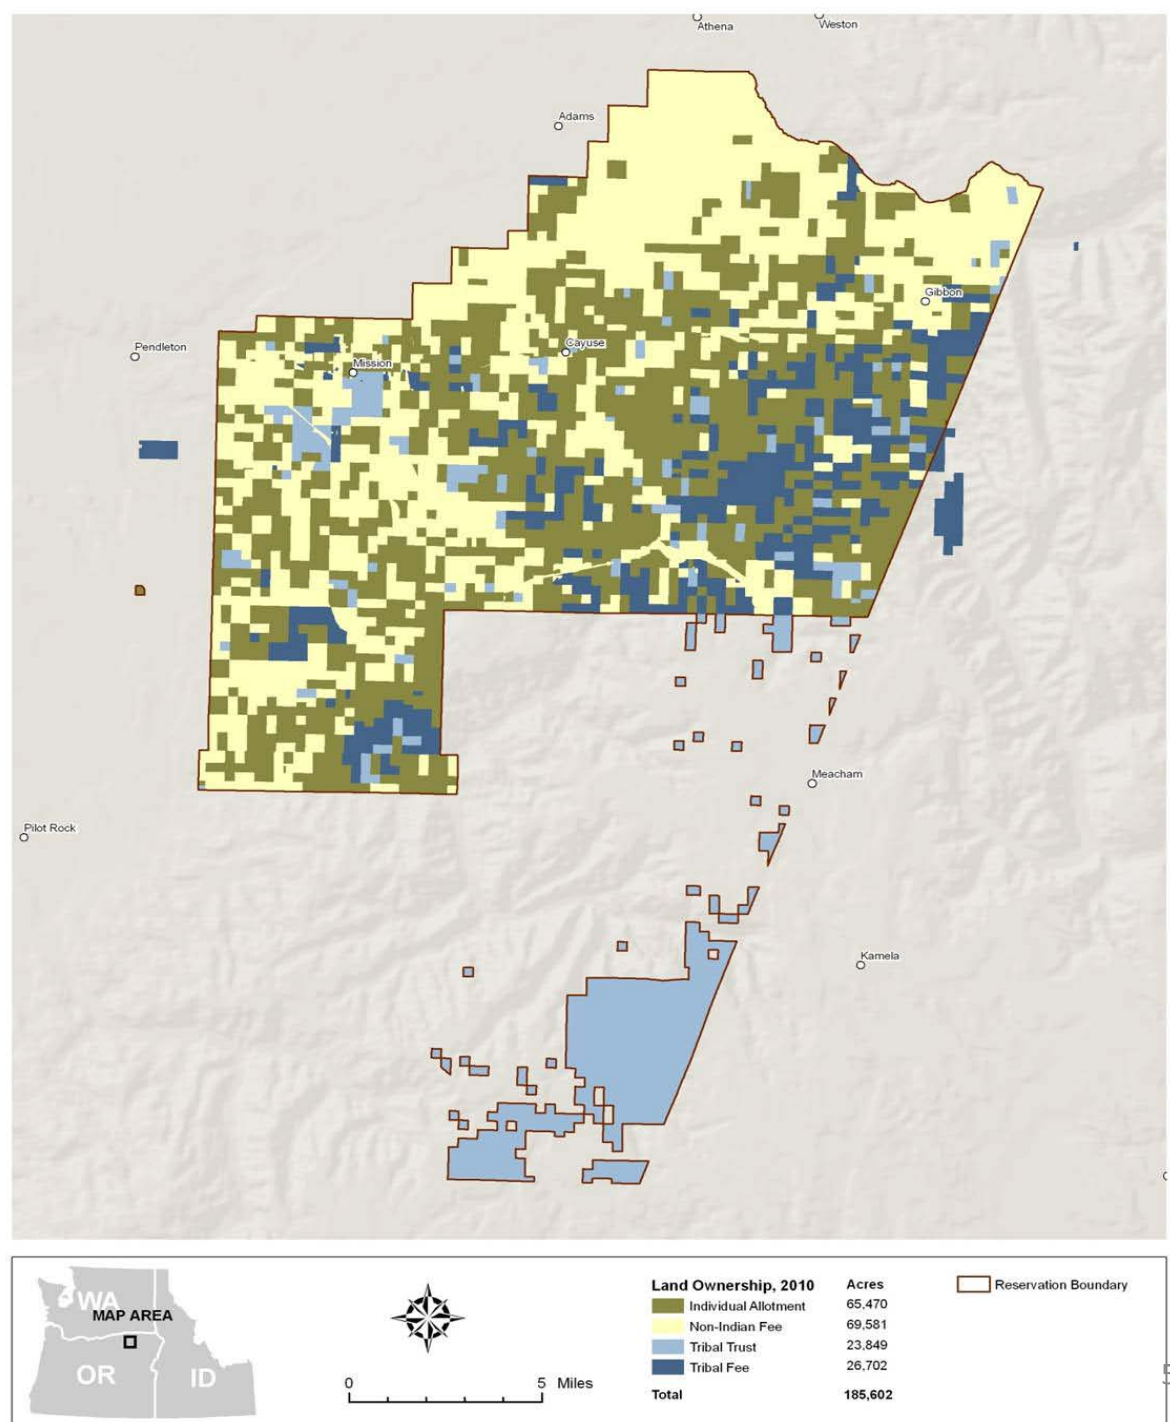 Athena
Weston
Adams
Gibbon
Pendleton
Cayuse
Mission
Meacham
Pilot Rock
Kamela
WA
MAP AREA
OR
ID
0 5 Miles
Land Ownership, 2010 Acres
Individual Allotment 65,470
Non-Indian Fee 69,581
Tribal Trust 23,849
Tribal Fee 26,702
Total 185,602
Reservation Boundary